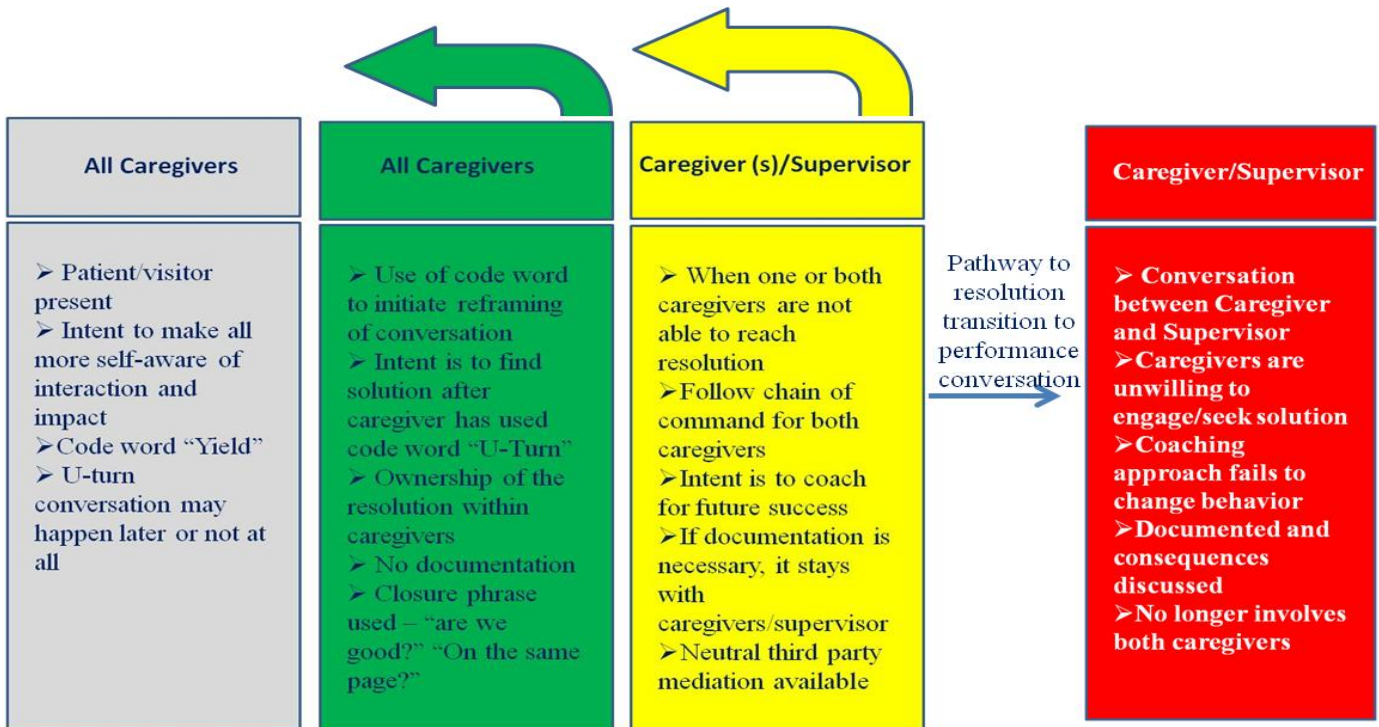 All Caregivers
➢ Patient/visitor
present
➢ Intent to make all
more self-aware of
interaction and
impact
➢Code word “Yield”
➢ U-turn
conversation may
happen later or not at
all
All Caregivers
➢ Use of code word
to initiate reframing
of conversation
➢ Intent is to find
solution after
caregiver has used
code word “U-Turn”
➢ Ownership of the
resolution within
caregivers
➢ No documentation
➢ Closure phrase
used – “are we
good?” “On the same
page?”
Caregiver (s)/Supervisor
➢ When one or both
caregivers are not
able to reach
resolution
➢Follow chain of
command for both
caregivers
➢Intent is to coach
for future success
➢If documentation is
necessary, it stays
with
caregivers/supervisor
➢Neutral third party
mediation available
Pathway to
resolution
transition to
performance
conversation
Caregiver/Supervisor
➢ Conversation
between Caregiver
and Supervisor
➢Caregivers are
unwilling to
engage/seek solution
➢Coaching
approach fails to
change behavior
➢Documented and
consequences
discussed
➢No longer involves
both caregivers